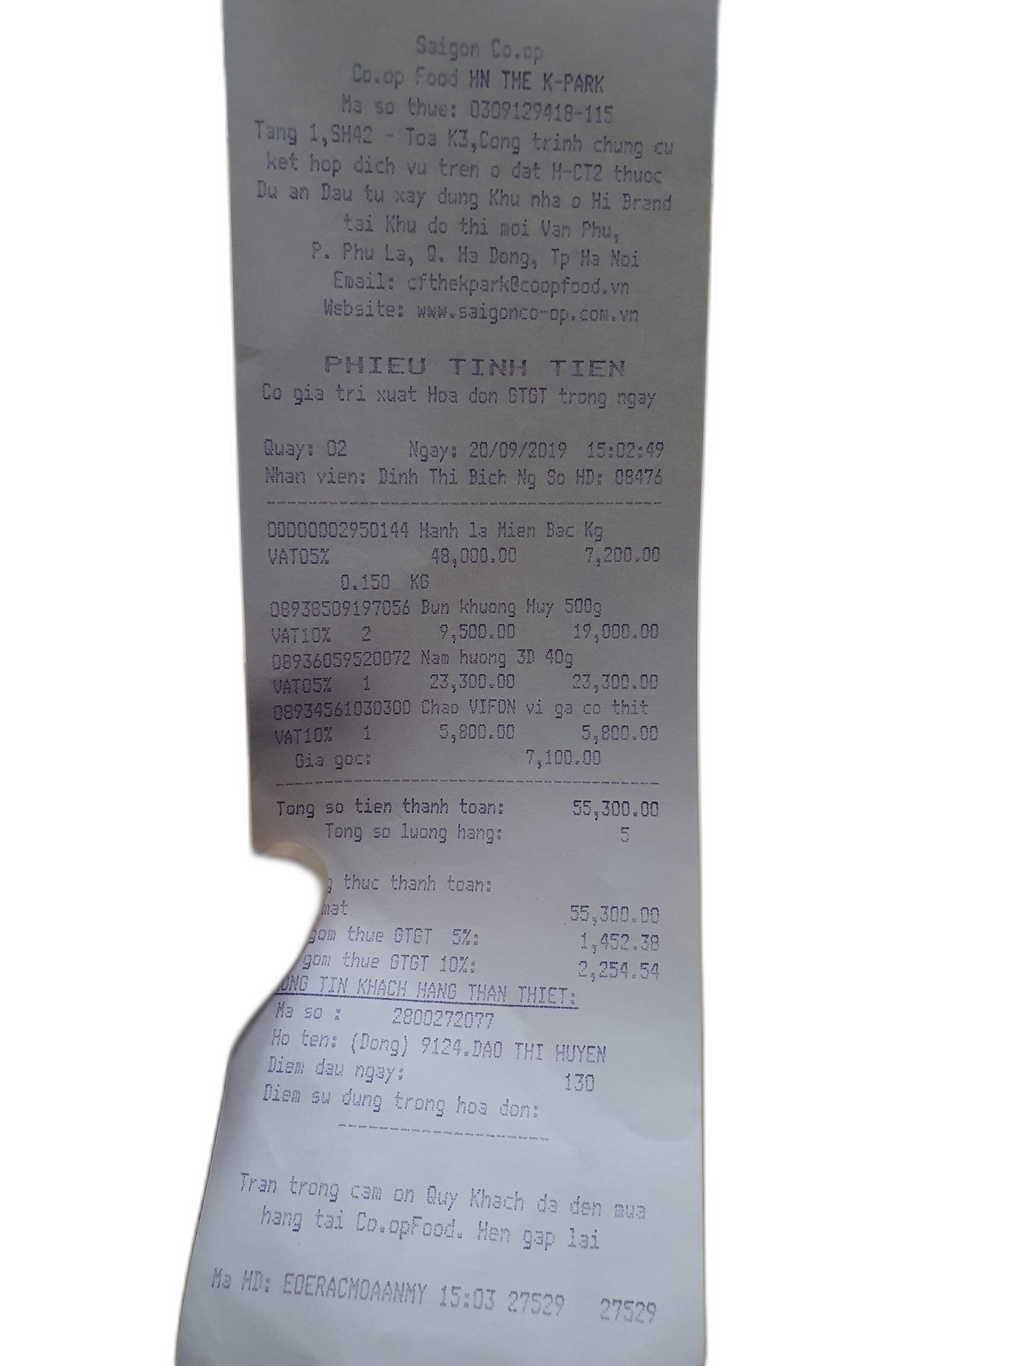 Saigon Co.op
Co.op Food HN THE K-PARK
Ma so thue: 0309129418-115
Tang 1,SH42 - Toa K3,Cong trinh chung cu
ket hop dich vu tren o dat H-CT2 thuoc
Du an Dau tu xay dung Khu nha o Hi Brand
tai Khu do thi moi Van Phu,
P. Phu La, Q. Ha Dong, Tp Ha Noi
Email: cfthekpark@coopfood.vn
Website: www.saigonco-op.com.vn
PHIEU TINH TIEN
Co gia tri xuat Hoa don GTGT trong ngay
Quay: 02 Ngay: 20/09/2019 15:02:49
Nhan vien: Dinh Thi Bich Ng So HD: 08476
00000002950144 Hanh la Mien Bac Kg
VAT05% 48,000.00 7,200.00
0.150 KG
08938509197056 Bun khuong Huy 500g
VAT10% 2 9,500.00 19,000.00
08936059520072 Nam huong 3D 40g
VAT05% 1 23,300.00 23,300.00
08934561030300 Chao VIFON vi ga co thit
VAT10% 1 5,800.00 5,800.00
Gia goc: 7,100.00
Tong so tien thanh toan: 55,300.00
Tong so luong hang: 5
g thuc thanh toan:
mat 55,300.00
gom thue GTGT 5%: 1,452.38
gom thue GTGT 10%: 2,254.54
ONG TIN KHACH HANG THAN THIET:
Ma so : 2800272077
Ho ten: (Dong) 9124.DAO THI HUYEN
Diem dau ngay: 130
Diem su dung trong hoa don:
Tran trong cam on Quy Khach da den mua
hang tai Co.opFood. Hen gap lai
Ma HD: EOERACMOAANMY 15:03 27529 27529